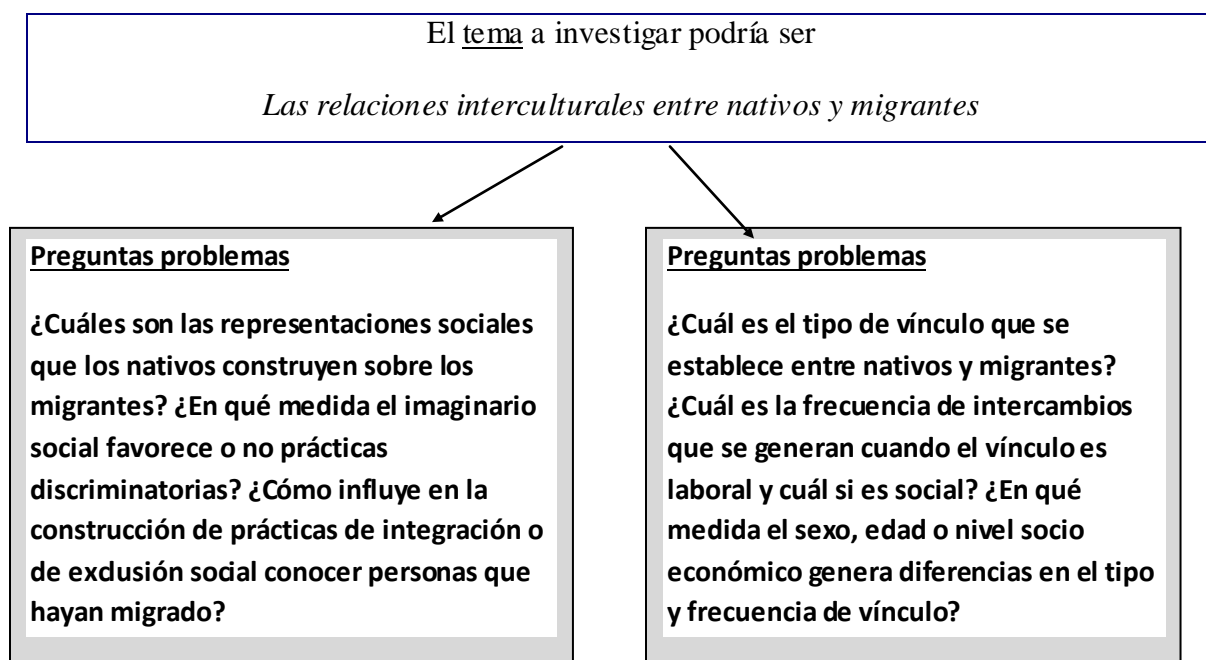 El tema a investigar podría ser
Las relaciones interculturales entre nativos y migrantes
Preguntas problemas
¿Cuáles son las representaciones sociales
que los nativos construyen sobre los
migrantes? ¿En qué medida el imaginario
social favorece o no prácticas
discriminatorias? ¿Cómo influye en la
construcción de prácticas de integración o
de exclusión social conocer personas que
hayan migrado?
Preguntas problemas
¿Cuál es el tipo de vínculo que se
establece entre nativos y migrantes?
¿Cuál es la frecuencia de intercambios
que se generan cuando el vínculo es
laboral y cuál si es social? ¿En qué
medida el sexo, edad o nivel socio
económico genera diferencias en el tipo
y frecuencia de vínculo?